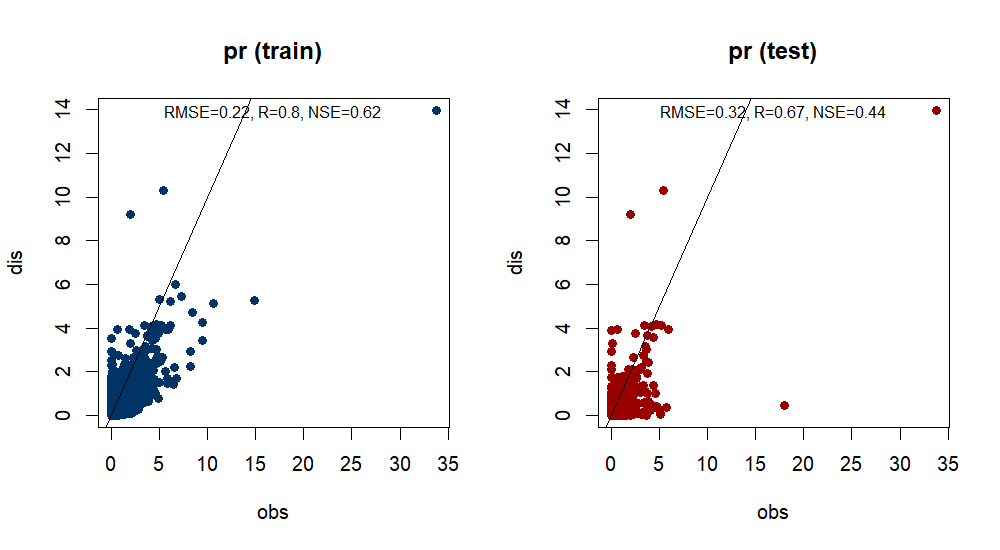 pr (train)
RMSE=0.22, R=0.8, NSE=0.62
14
12
10
8
6
4
2
0
dis
0 5 10 15 20 25 30 35
obs
pr (test)
RMSE=0.32, R=0.67, NSE=0.44
14
12
10
8
6
4
2
0
dis
0 5 10 15 20 25 30 35
obs